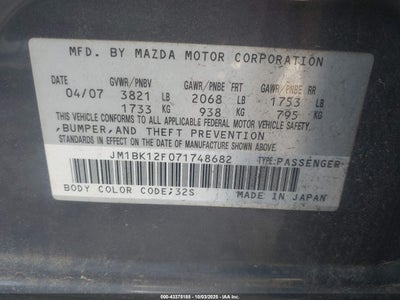 MFD. BY MAZDA MOTOR CORPORATION
DATE GVWR/PNBV GAWR/PNBE FRT GAWR/PNBE RR
04/07 3821 LB 2068 LB 1753 LB
1733 KG 938 KG 795 KG
THIS VEHICLE CONFORMS TO ALL APPLICABLE FEDERAL MOTOR VEHICLE SAFETY,
,BUMPER,AND THEFT PREVENTION
STANDARDS IN EFFECT ON THE DATE OF MANUFACTURE SHOWN ABOVE.
JM1BK12F071748682 TYPE:PASSENGER
BODY COLOR CODE;32S MADE IN JAPAN
000-43378188 - 10/03/2025 - IAAI.COM